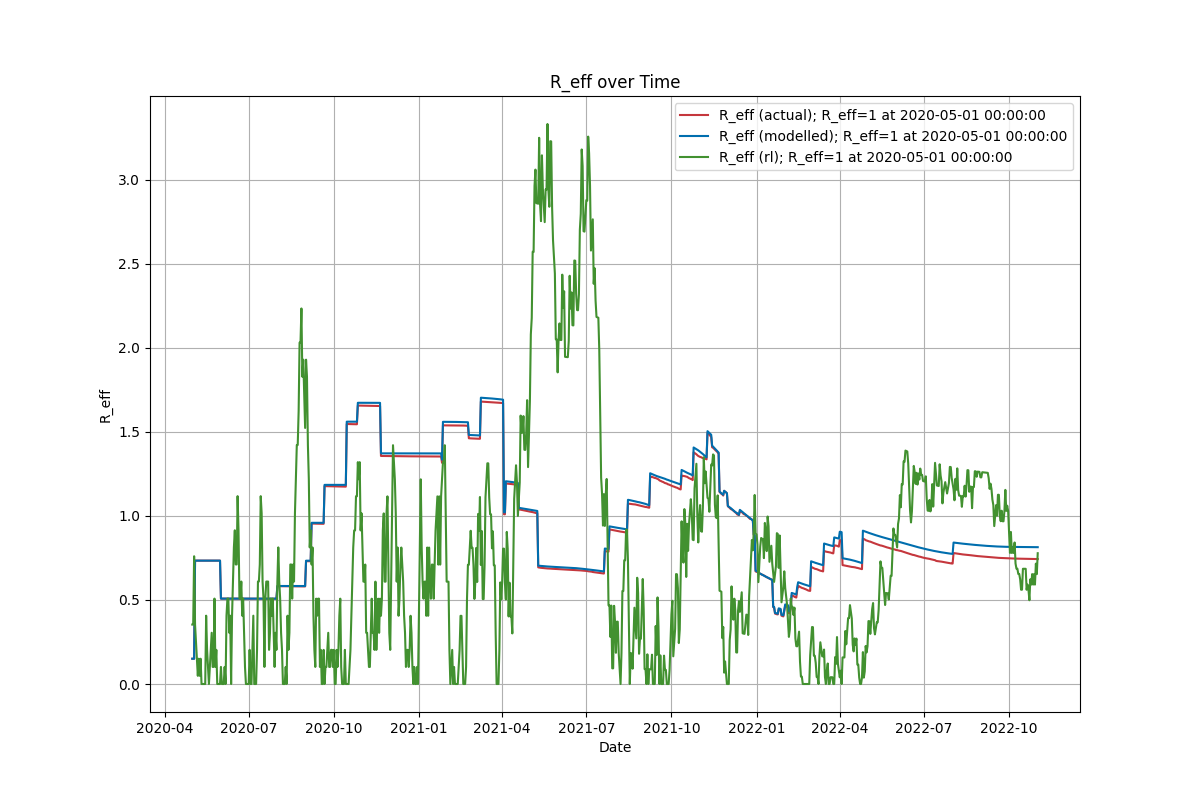 R_eff over Time
R_eff (actual); R_eff=1 at 2020-05-01 00:00:00
R_eff (modelled); R_eff=1 at 2020-05-01 00:00:00
R_eff (rl); R_eff=1 at 2020-05-01 00:00:00
3.0
2.5
2.0
1.5
1.0
0.5
0.0
R_eff
2020-04 2020-07 2020-10 2021-01 2021-04 2021-07 2021-10 2022-01 2022-04 2022-07 2022-10
Date